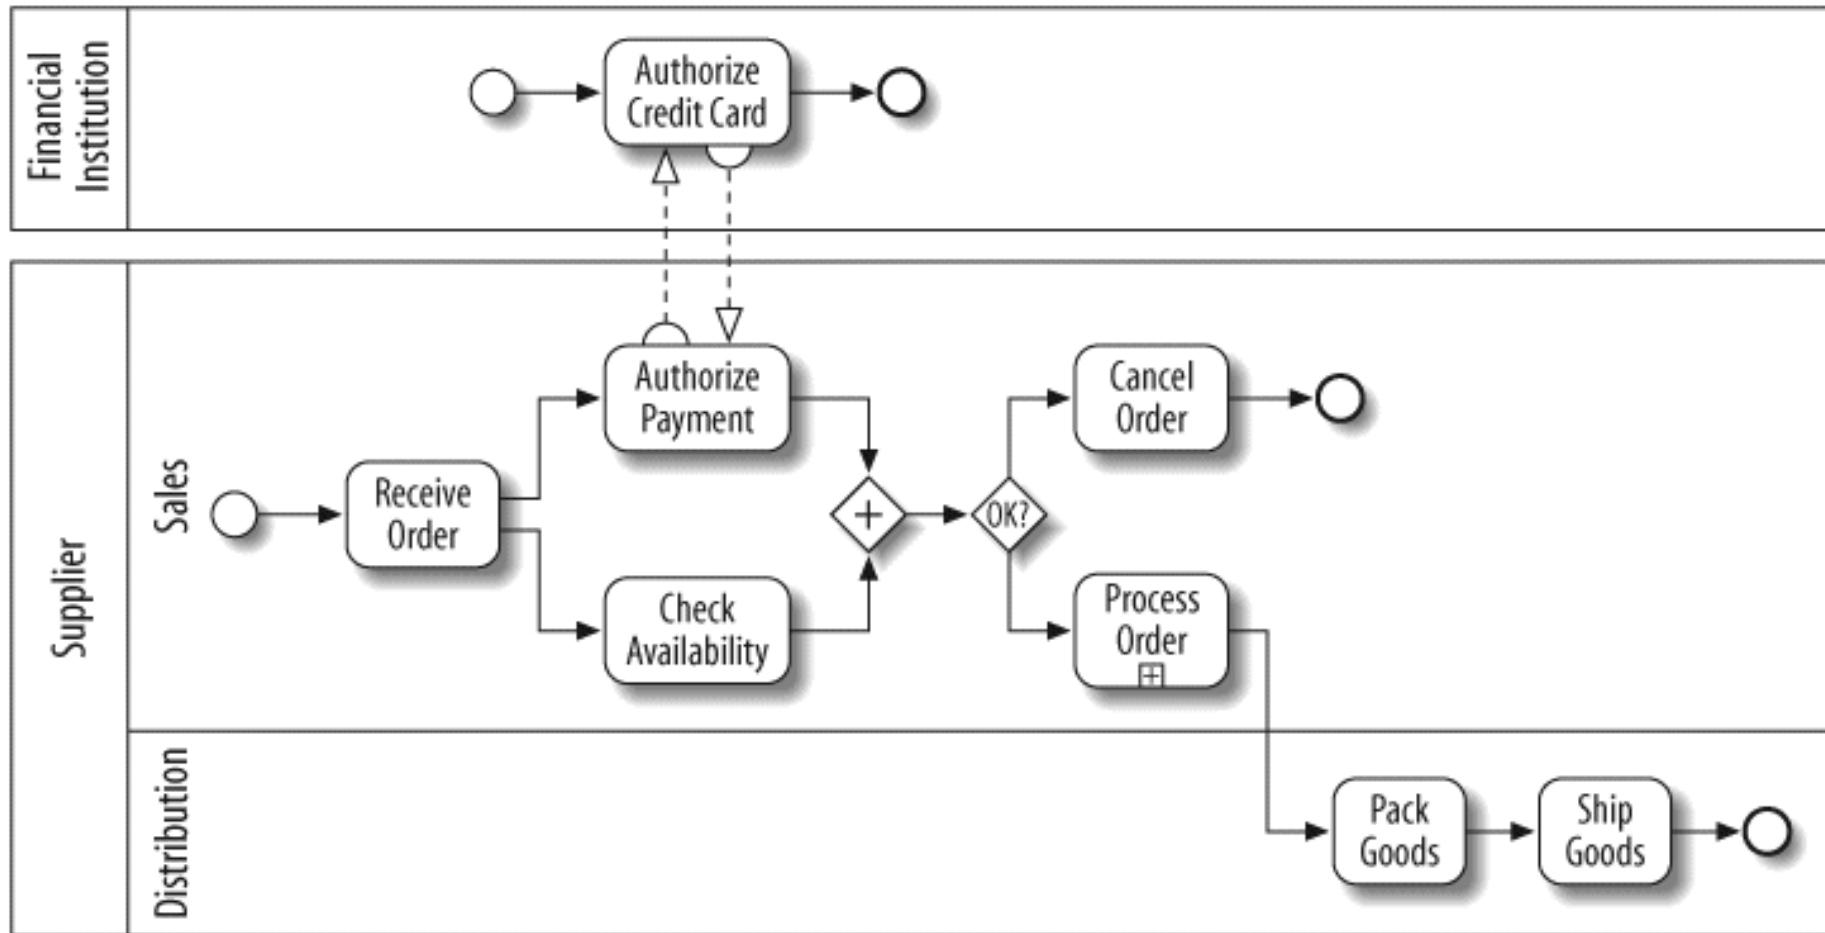 Financial
Institution
Authorize
Credit Card
Supplier
Sales
Receive
Order
Authorize
Payment
Check
Availability
OK?
Cancel
Order
Process
Order
Distribution
Pack
Goods
Ship
Goods